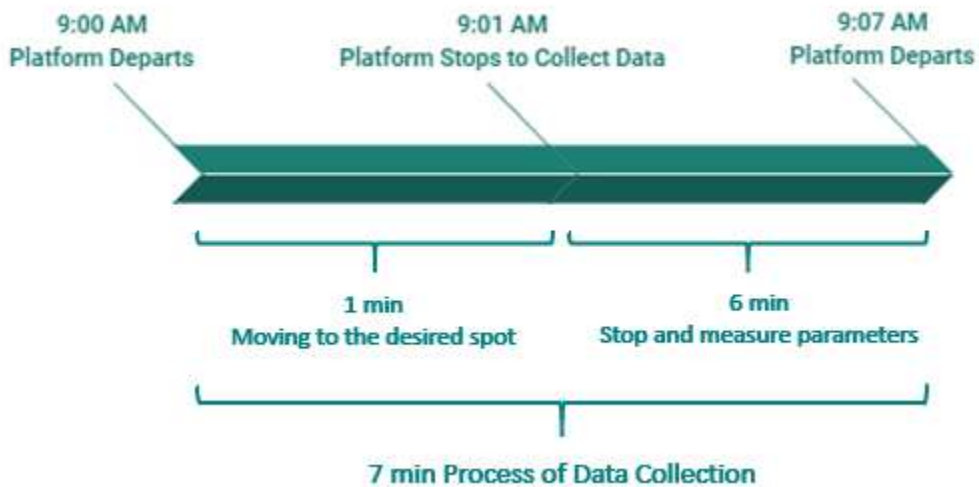 9:00 AM
Platform Departs
9:01 AM
Platform Stops to Collect Data
9:07 AM
Platform Departs
1 min
Moving to the desired spot
6 min
Stop and measure parameters
7 min Process of Data Collection